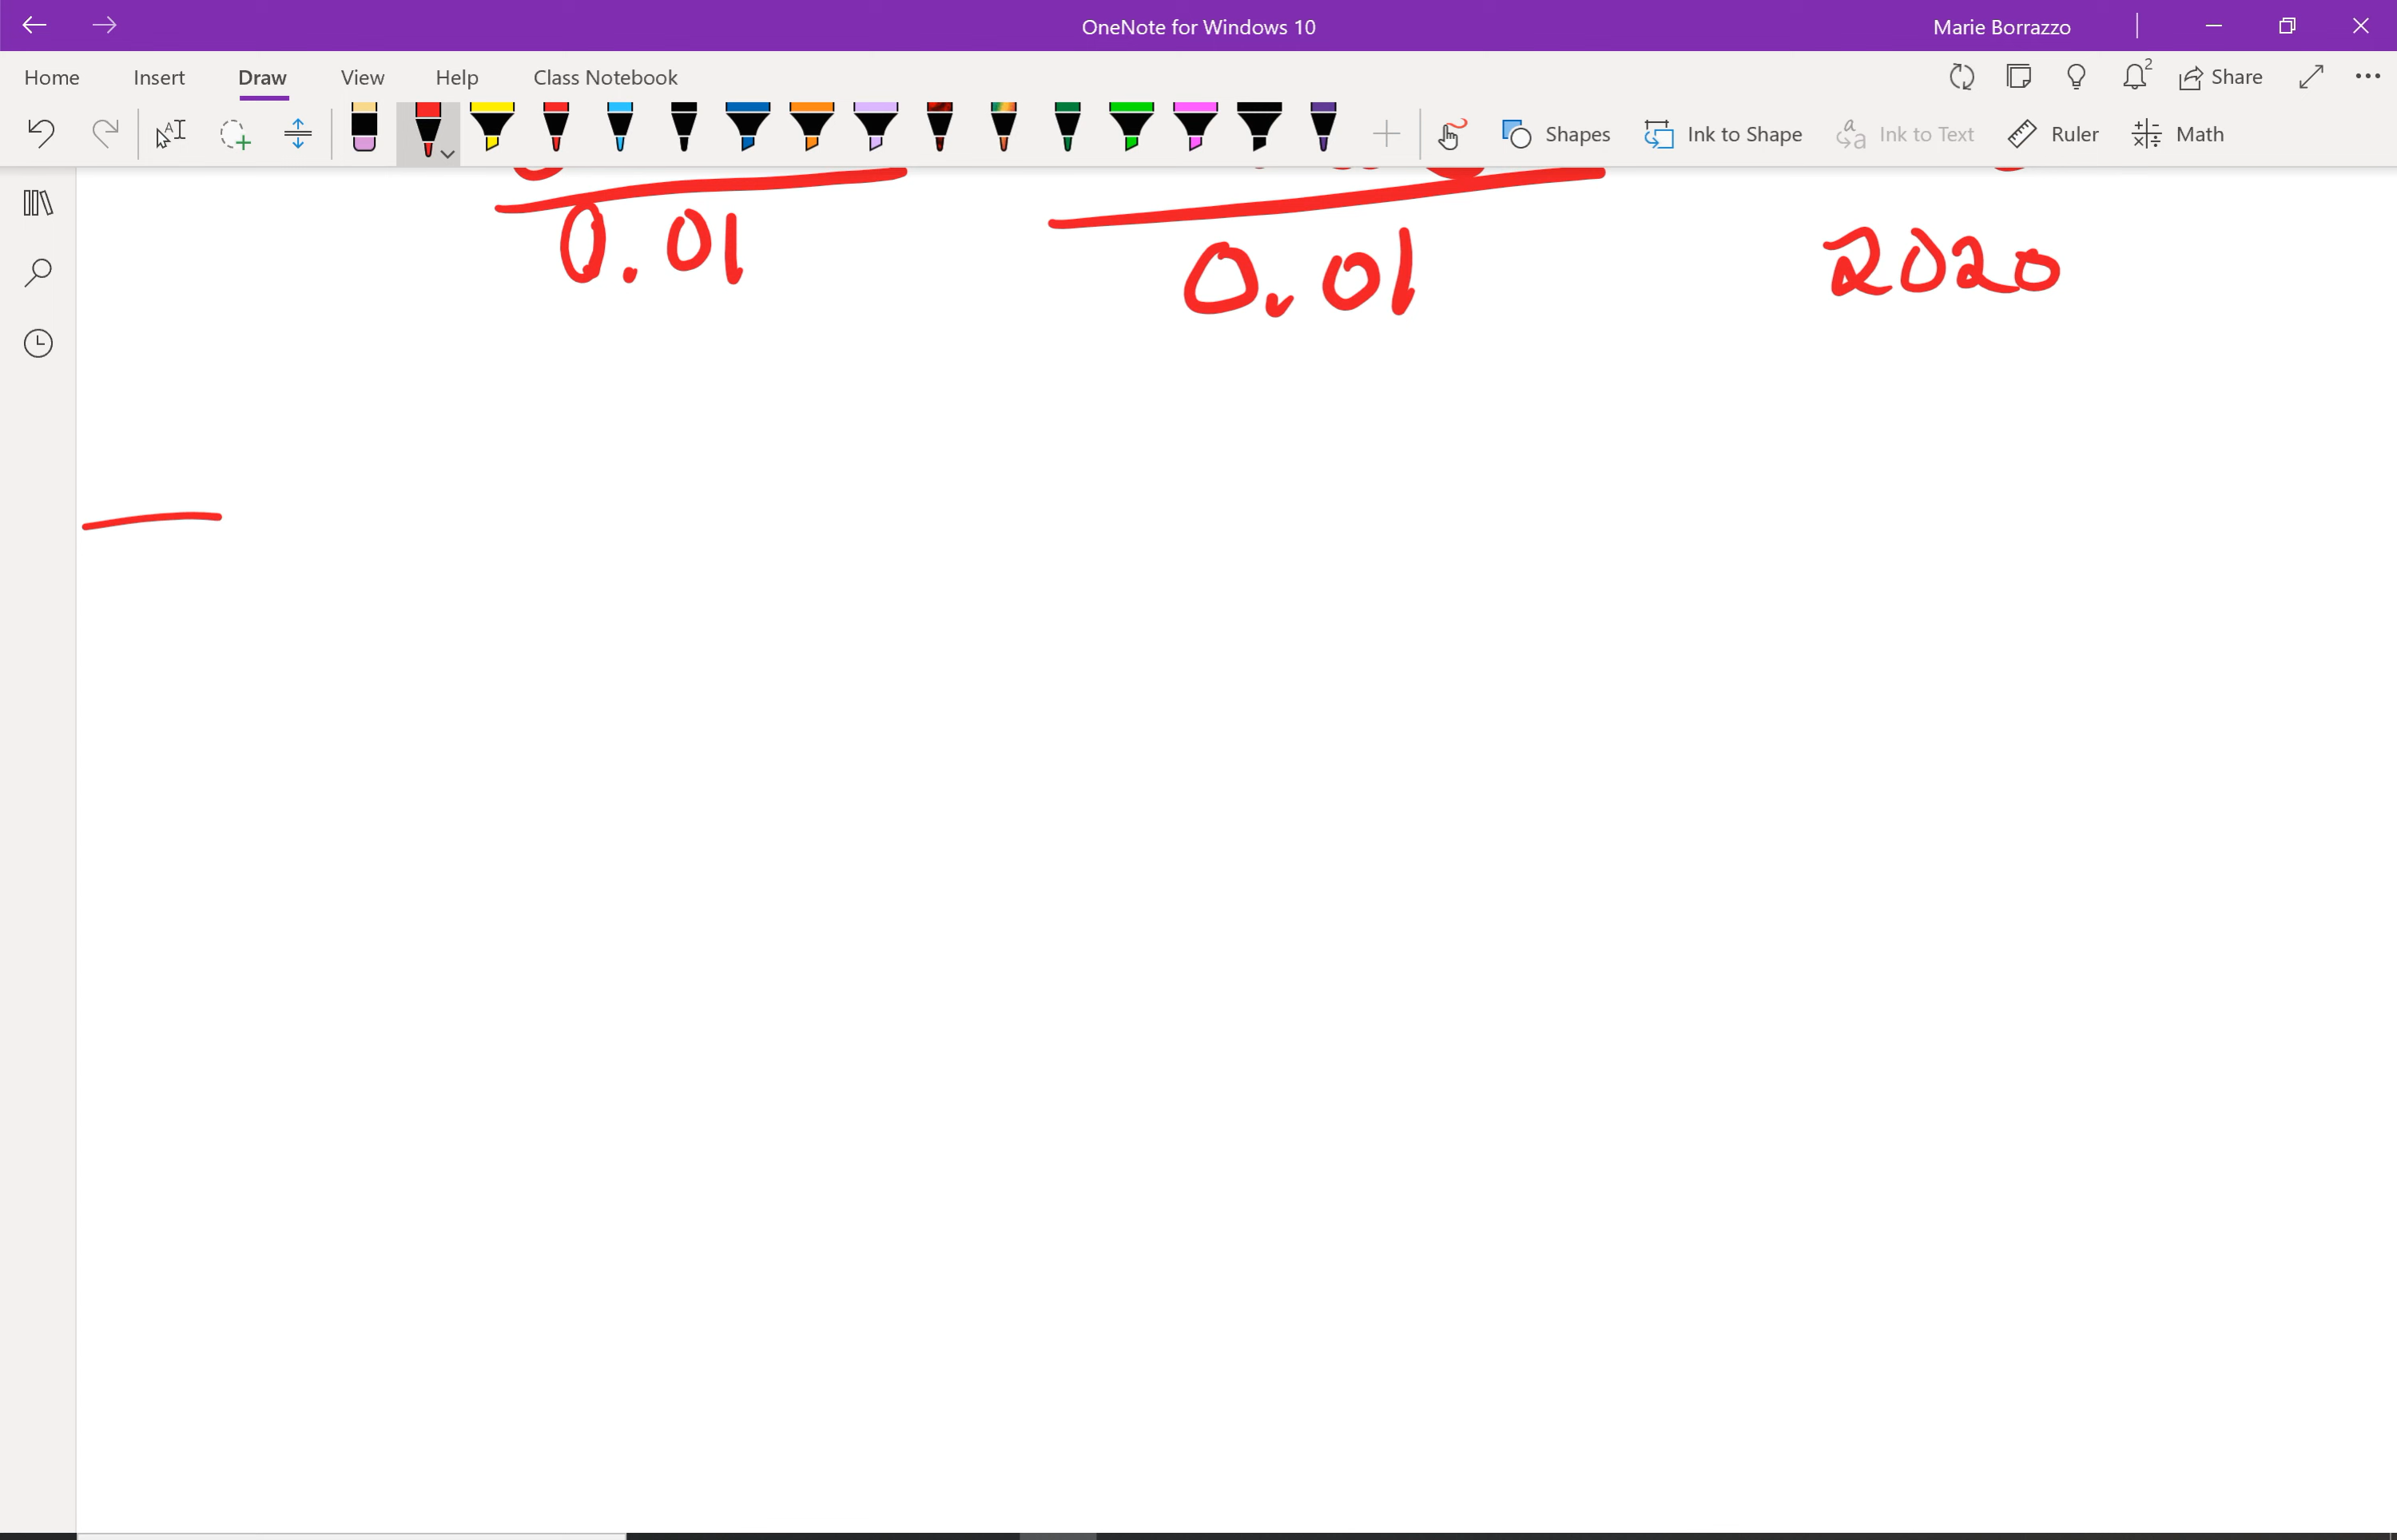 OneNote for Windows 10 Marie Borrazzo
Home Insert Draw View Help Class Notebook 2 Share
Shapes Ink to Shape Ink to Text Ruler Math
0.01 0.01 2020